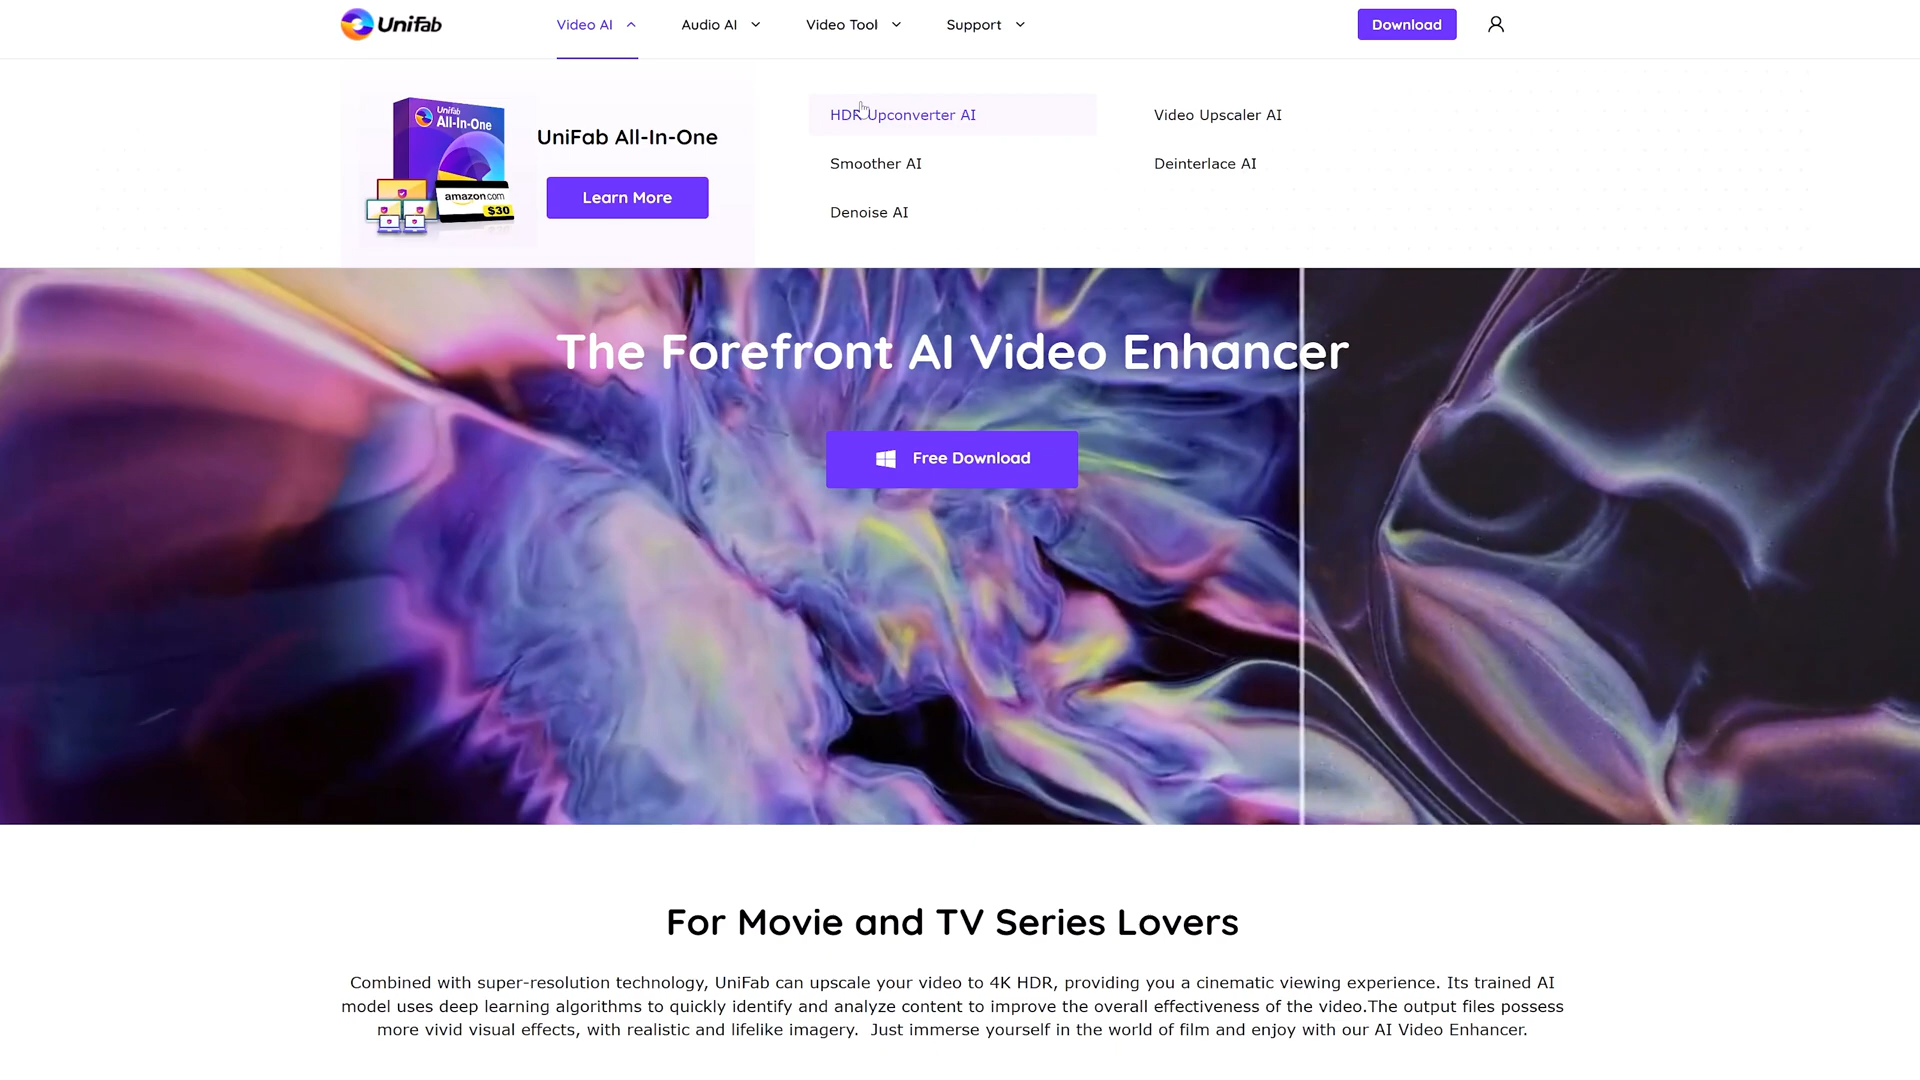 UniFab
Video AI
Audio AI
Video Tool
Support
Download
UniFab
All-In-One
amazon.com
$30
UniFab All-In-One
Learn More
HDR Upconverter AI
Video Upscaler AI
Smoother AI
Deinterlace AI
Denoise AI
The Forefront AI Video Enhancer
Free Download
For Movie and TV Series Lovers
Combined with super-resolution technology, UniFab can upscale your video to 4K HDR, providing you a cinematic viewing experience. Its trained AI
model uses deep learning algorithms to quickly identify and analyze content to improve the overall effectiveness of the video.The output files possess
more vivid visual effects, with realistic and lifelike imagery.  Just immerse yourself in the world of film and enjoy with our AI Video Enhancer.